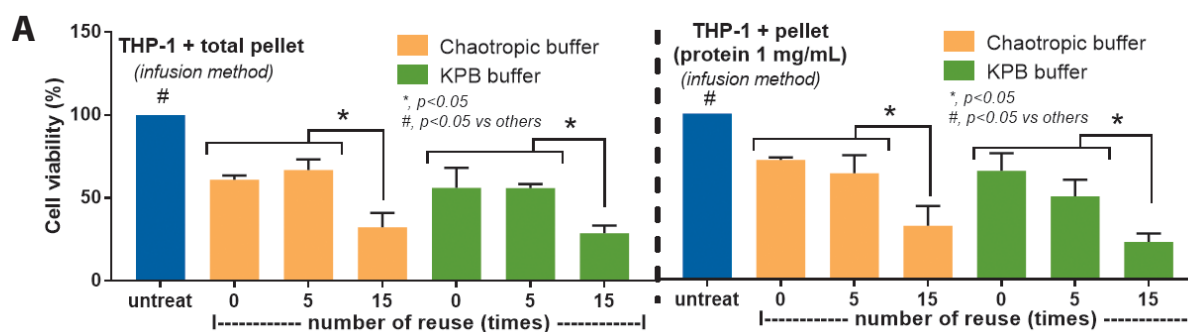 A
150
100
50
0
Cell viability (%)
THP-1 + total pellet
(infusion method)
#
Chaotropic buffer
KPB buffer
*, p<0.05
#, p<0.05 vs others
*
*
untreat 0 5 15 0 5 15
|----------- number of reuse (times) -----------|
THP-1 + pellet
(protein 1 mg/mL)
(infusion method)
#
Chaotropic buffer
KPB buffer
*, p<0.05
#, p<0.05 vs others
*
*
untreat 0 5 15 0 5 15
|----------- number of reuse (times) -----------